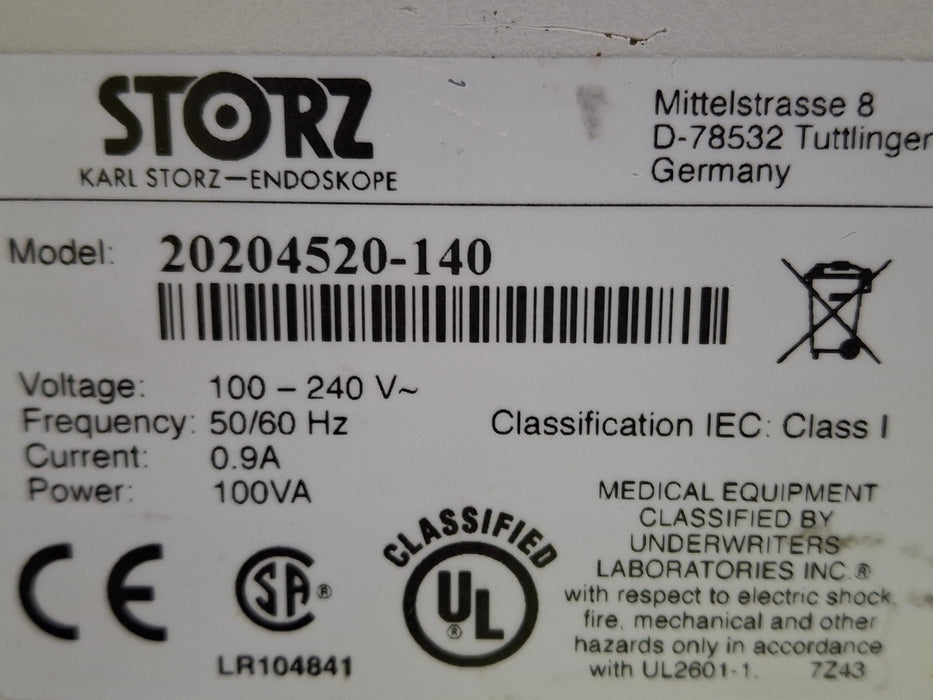 STORZ
KARL STORZ—ENDOSKOPE
Mittelstrasse 8
D-78532 Tuttlinger
Germany
Model: 20204520-140
Voltage: 100 – 240 V~
Frequency: 50/60 Hz
Current: 0.9A
Power: 100VA
Classification IEC: Class I
CE
SA ®
LR104841
CLASSIFIED
UL ®
MEDICAL EQUIPMENT
CLASSIFIED BY
UNDERWRITERS
LABORATORIES INC.®
with respect to electric shock,
fire, mechanical and other
hazards only in accordance
with UL2601-1. 7Z43